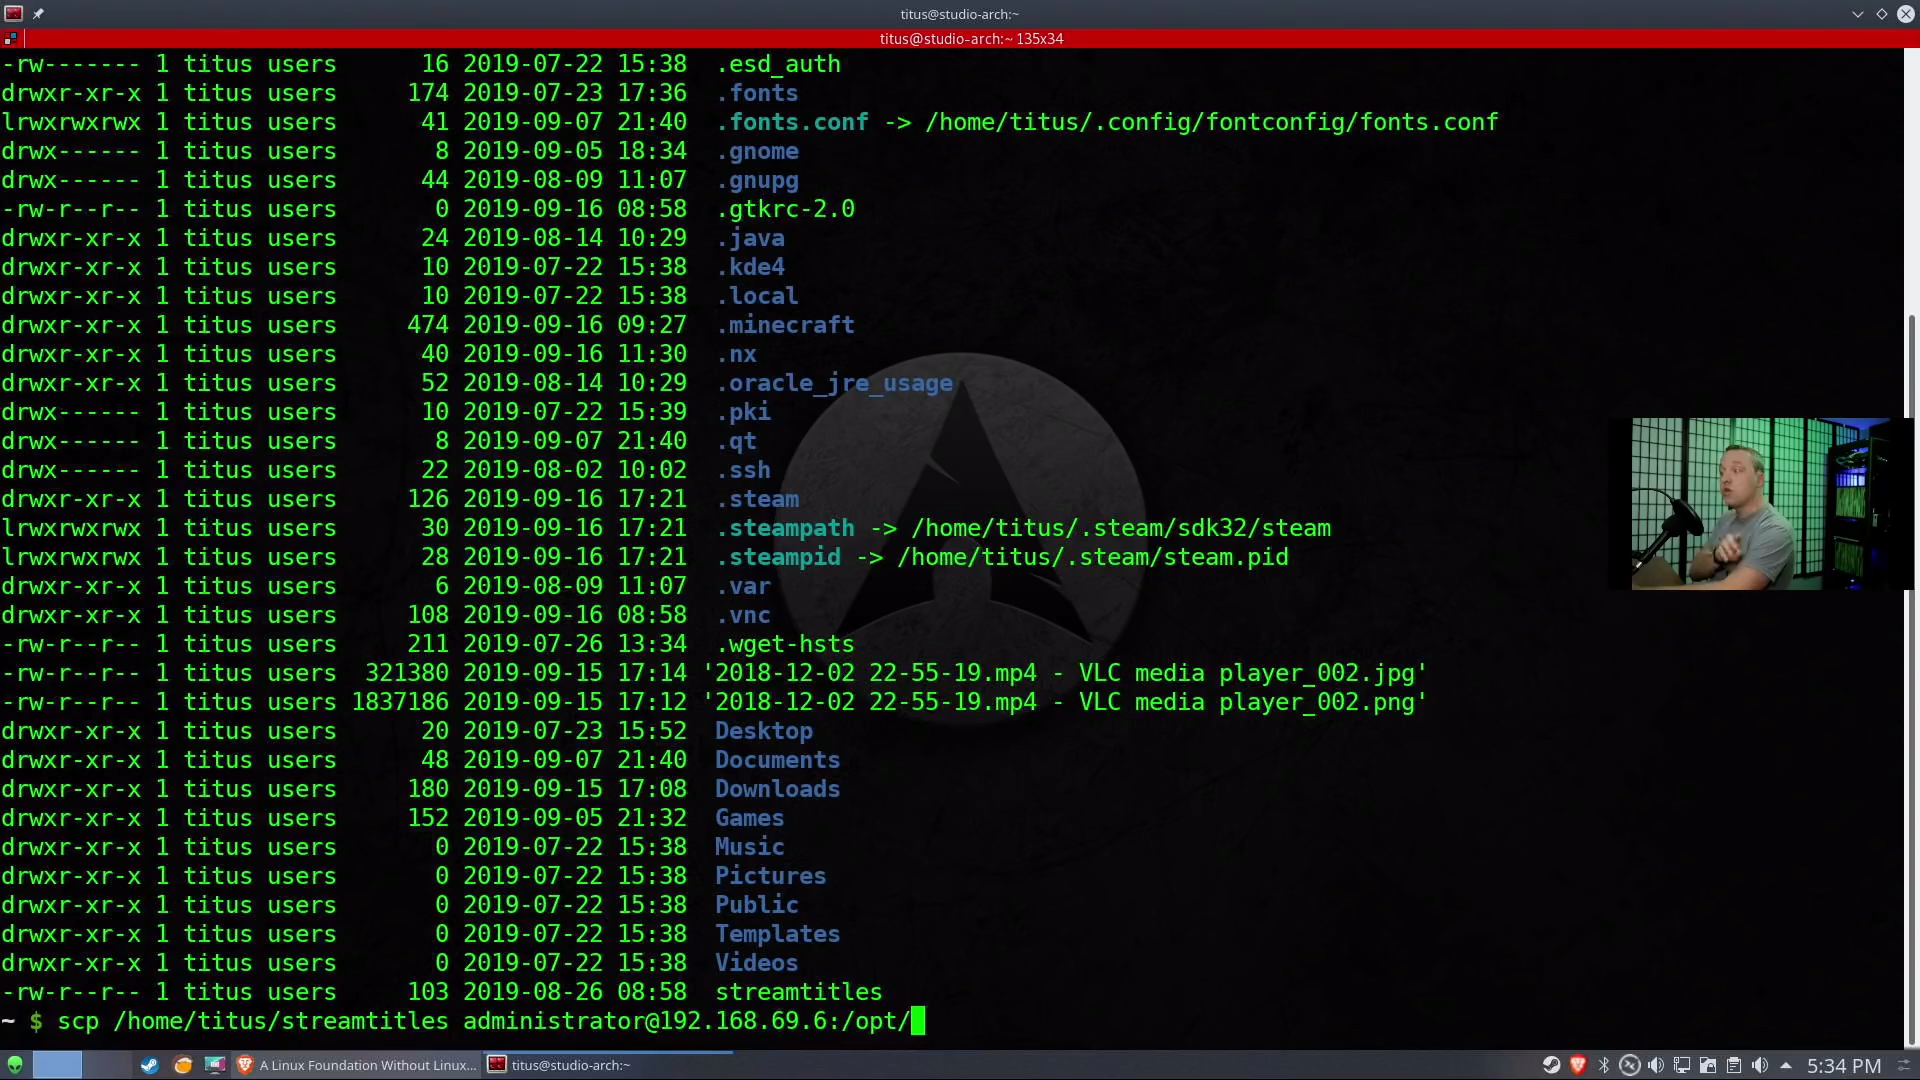 titus@studio-arch:~
titus@studio-arch:~ 135x34
-rw------- 1 titus users 16 2019-07-22 15:38 .esd_auth
drwxr-xr-x 1 titus users 174 2019-07-23 17:36 .fonts
lrwxrwxrwx 1 titus users 41 2019-09-07 21:40 .fonts.conf -> /home/titus/.config/fontconfig/fonts.conf
drwx------ 1 titus users 8 2019-09-05 18:34 .gnome
drwx------ 1 titus users 44 2019-08-09 11:07 .gnupg
-rw-r--r-- 1 titus users 0 2019-09-16 08:58 .gtkrc-2.0
drwxr-xr-x 1 titus users 24 2019-08-14 10:29 .java
drwxr-xr-x 1 titus users 10 2019-07-22 15:38 .kde4
drwxr-xr-x 1 titus users 10 2019-07-22 15:38 .local
drwxr-xr-x 1 titus users 474 2019-09-16 09:27 .minecraft
drwxr-xr-x 1 titus users 40 2019-09-16 11:30 .nx
drwxr-xr-x 1 titus users 52 2019-08-14 10:29 .oracle_jre_usage
drwx------ 1 titus users 10 2019-07-22 15:39 .pki
drwx------ 1 titus users 8 2019-09-07 21:40 .qt
drwx------ 1 titus users 22 2019-08-02 10:02 .ssh
drwxr-xr-x 1 titus users 126 2019-09-16 17:21 .steam
lrwxrwxrwx 1 titus users 30 2019-09-16 17:21 .steampath -> /home/titus/.steam/sdk32/steam
lrwxrwxrwx 1 titus users 28 2019-09-16 17:21 .steampid -> /home/titus/.steam/steam.pid
drwxr-xr-x 1 titus users 6 2019-08-09 11:07 .var
drwxr-xr-x 1 titus users 108 2019-09-16 08:58 .vnc
-rw-r--r-- 1 titus users 211 2019-07-26 13:34 .wget-hsts
-rw-r--r-- 1 titus users 321380 2019-09-15 17:14 '2018-12-02 22-55-19.mp4 - VLC media player_002.jpg'
-rw-r--r-- 1 titus users 1837186 2019-09-15 17:12 '2018-12-02 22-55-19.mp4 - VLC media player_002.png'
drwxr-xr-x 1 titus users 20 2019-07-23 15:52 Desktop
drwxr-xr-x 1 titus users 48 2019-09-07 21:40 Documents
drwxr-xr-x 1 titus users 180 2019-09-15 17:08 Downloads
drwxr-xr-x 1 titus users 152 2019-09-05 21:32 Games
drwxr-xr-x 1 titus users 0 2019-07-22 15:38 Music
drwxr-xr-x 1 titus users 0 2019-07-22 15:38 Pictures
drwxr-xr-x 1 titus users 0 2019-07-22 15:38 Public
drwxr-xr-x 1 titus users 0 2019-07-22 15:38 Templates
drwxr-xr-x 1 titus users 0 2019-07-22 15:38 Videos
-rw-r--r-- 1 titus users 103 2019-08-26 08:58 streamtitles
~ $ scp /home/titus/streamtitles administrator@192.168.69.6:/opt/
A Linux Foundation Without Linux... titus@studio-arch:~ 5:34 PM